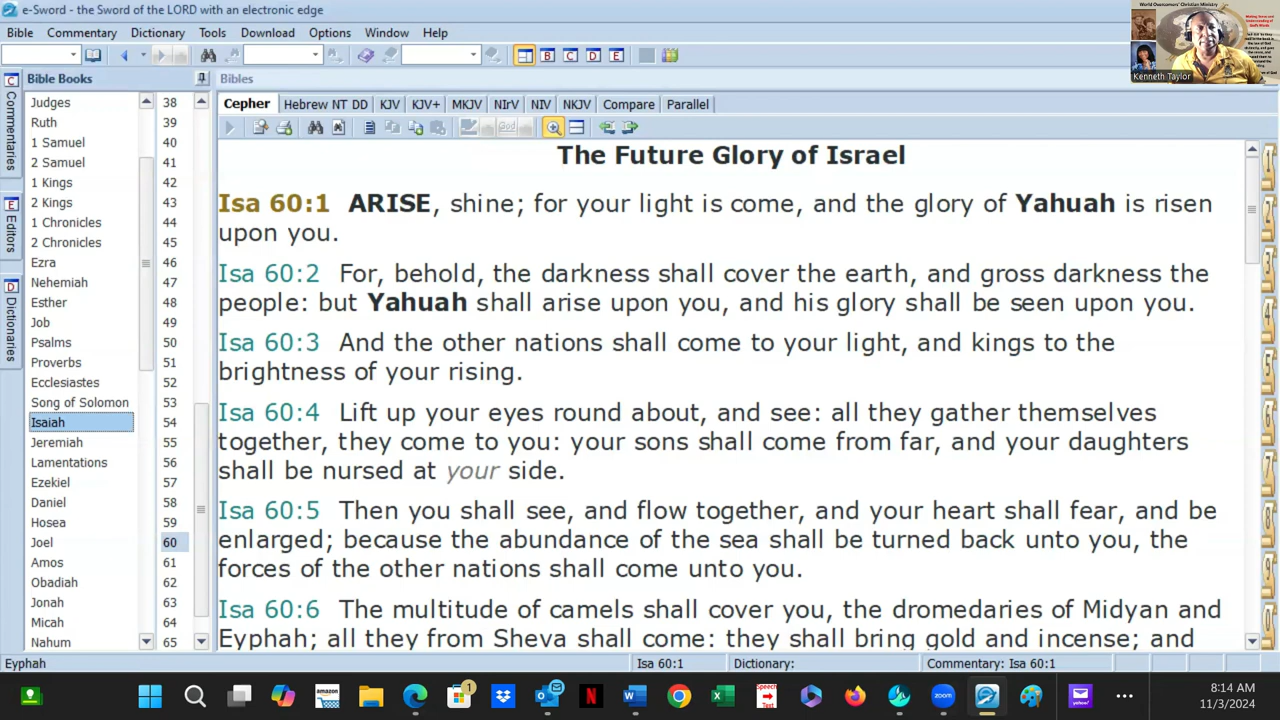 e-Sword - the Sword of the LORD with an electronic edge
World Overcomers' Christian Ministry
Bible Commentary Dictionary Tools Download Options Window Help
Kenneth Taylor
Bible Books
Bibles
Commentaries
Editors
Dictionaries
Cepher Hebrew NT DD KJV KJV+ MKJV NIrV NIV NKJV Compare Parallel
Judges 38
Ruth 39
1 Samuel 40
2 Samuel 41
1 Kings 42
2 Kings 43
1 Chronicles 44
2 Chronicles 45
Ezra 46
Nehemiah 47
Esther 48
Job 49
Psalms 50
Proverbs 51
Ecclesiastes 52
Song of Solomon 53
Isaiah 54
Jeremiah 55
Lamentations 56
Ezekiel 57
Daniel 58
Hosea 59
Joel 60
Amos 61
Obadiah 62
Jonah 63
Micah 64
Nahum 65
The Future Glory of Israel
Isa 60:1 ARISE, shine; for your light is come, and the glory of Yahuah is risen
upon you.
Isa 60:2 For, behold, the darkness shall cover the earth, and gross darkness the
people: but Yahuah shall arise upon you, and his glory shall be seen upon you.
Isa 60:3 And the other nations shall come to your light, and kings to the
brightness of your rising.
Isa 60:4 Lift up your eyes round about, and see: all they gather themselves
together, they come to you: your sons shall come from far, and your daughters
shall be nursed at your side.
Isa 60:5 Then you shall see, and flow together, and your heart shall fear, and be
enlarged; because the abundance of the sea shall be turned back unto you, the
forces of the other nations shall come unto you.
Isa 60:6 The multitude of camels shall cover you, the dromedaries of Midyan and
Eyphah; all they from Sheva shall come: they shall bring gold and incense; and
Eyphah
Isa 60:1
Dictionary:
Commentary: Isa 60:1
8:14 AM
11/3/2024